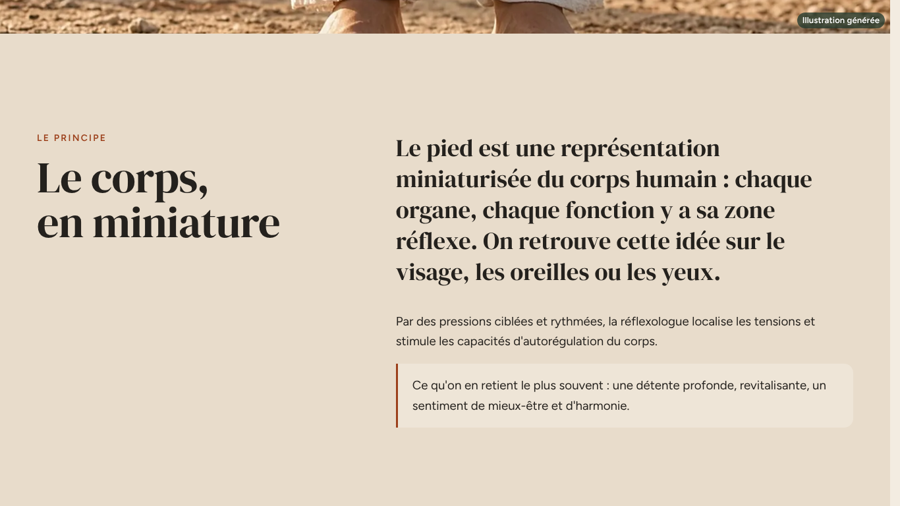 Illustration générée
LE PRINCIPE
Le corps,
en miniature
Le pied est une représentation
miniaturisée du corps humain : chaque
organe, chaque fonction y a sa zone
réflexe. On retrouve cette idée sur le
visage, les oreilles ou les yeux.
Par des pressions ciblées et rythmées, la réflexologue localise les tensions et
stimule les capacités d'autorégulation du corps.
Ce qu'on en retient le plus souvent : une détente profonde, revitalisante, un
sentiment de mieux-être et d'harmonie.